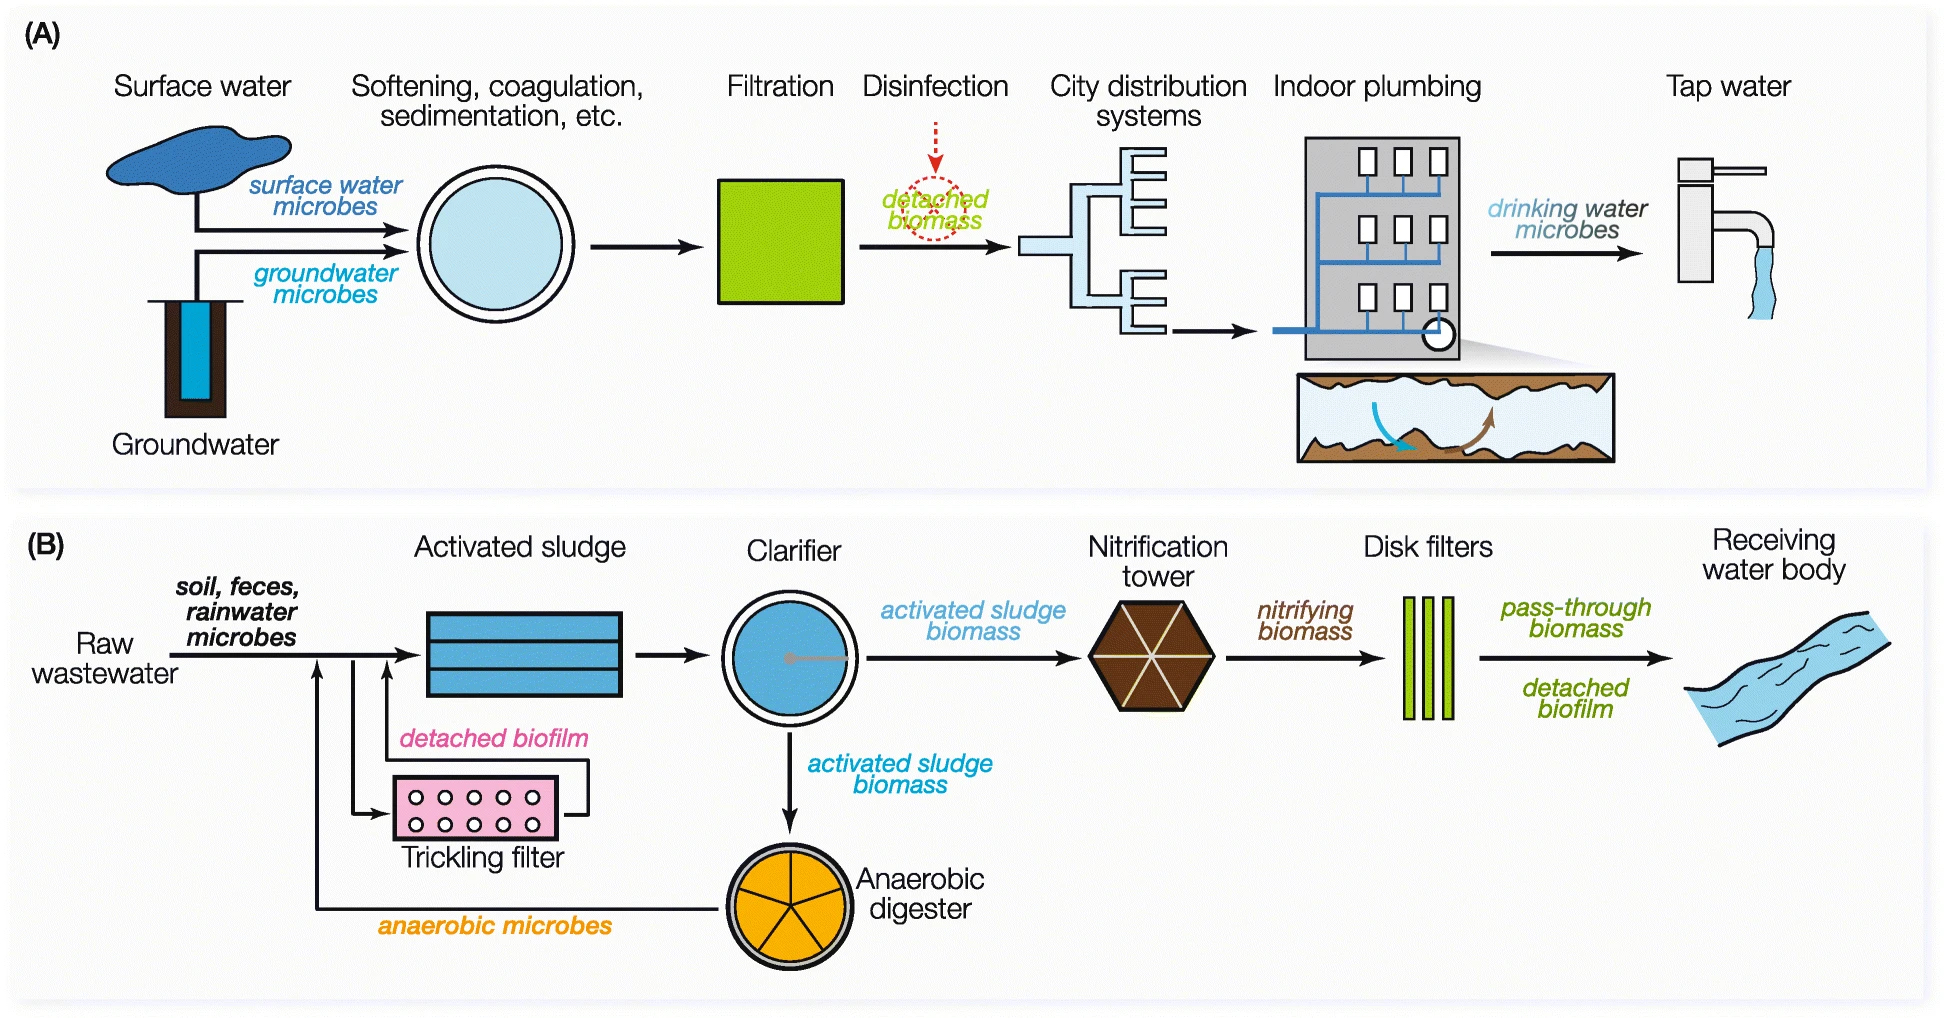 (A)
Surface water
Softening, coagulation,
sedimentation, etc.
Filtration
Disinfection
City distribution
systems
Indoor plumbing
Tap water
surface water
microbes
groundwater
microbes
detached
biomass
drinking water
microbes
Groundwater
(B)
Raw
wastewater
soil, feces,
rainwater
microbes
Activated sludge
Clarifier
activated sludge
biomass
Nitrification
tower
nitrifying
biomass
Disk filters
pass-through
biomass
detached
biofilm
Receiving
water body
detached biofilm
Trickling filter
activated sludge
biomass
Anaerobic
digester
anaerobic microbes